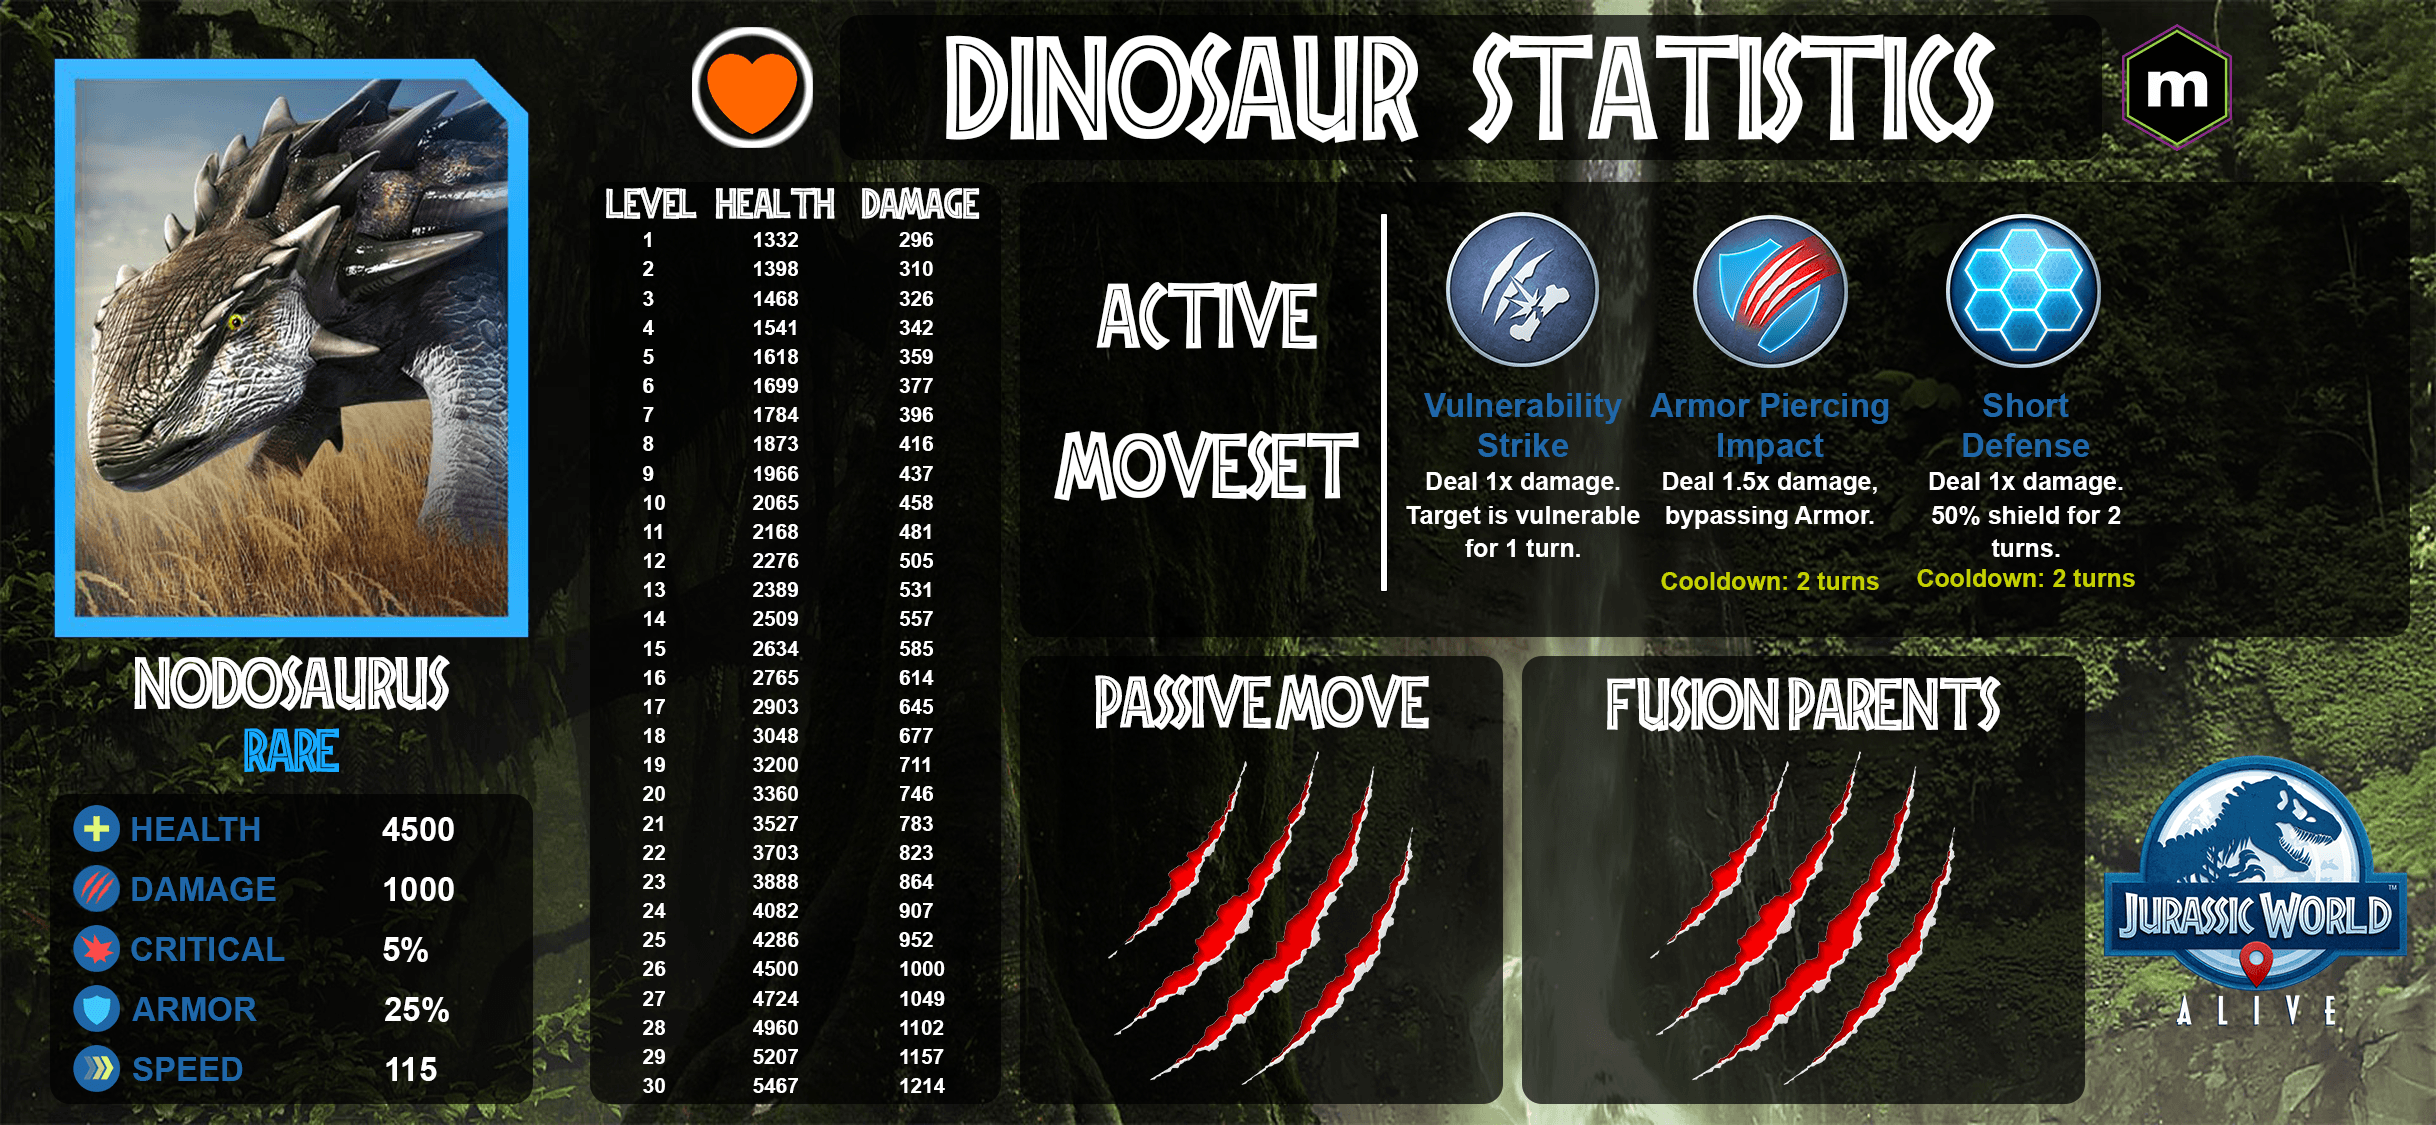 DINOSAUR STATISTICS
m
NODOSAURUS
RARE
HEALTH 4500
DAMAGE 1000
CRITICAL 5%
ARMOR 25%
SPEED 115
LEVEL HEALTH DAMAGE
1 1332 296
2 1398 310
3 1468 326
4 1541 342
5 1618 359
6 1699 377
7 1784 396
8 1873 416
9 1966 437
10 2065 458
11 2168 481
12 2276 505
13 2389 531
14 2509 557
15 2634 585
16 2765 614
17 2903 645
18 3048 677
19 3200 711
20 3360 746
21 3527 783
22 3703 823
23 3888 864
24 4082 907
25 4286 952
26 4500 1000
27 4724 1049
28 4960 1102
29 5207 1157
30 5467 1214
ACTIVE
MOVESET
Vulnerability
Strike
Deal 1x damage.
Target is vulnerable
for 1 turn.
Armor Piercing
Impact
Deal 1.5x damage,
bypassing Armor.
Cooldown: 2 turns
Short
Defense
Deal 1x damage.
50% shield for 2
turns.
Cooldown: 2 turns
PASSIVE MOVE
FUSION PARENTS
JURASSIC WORLD™
ALIVE